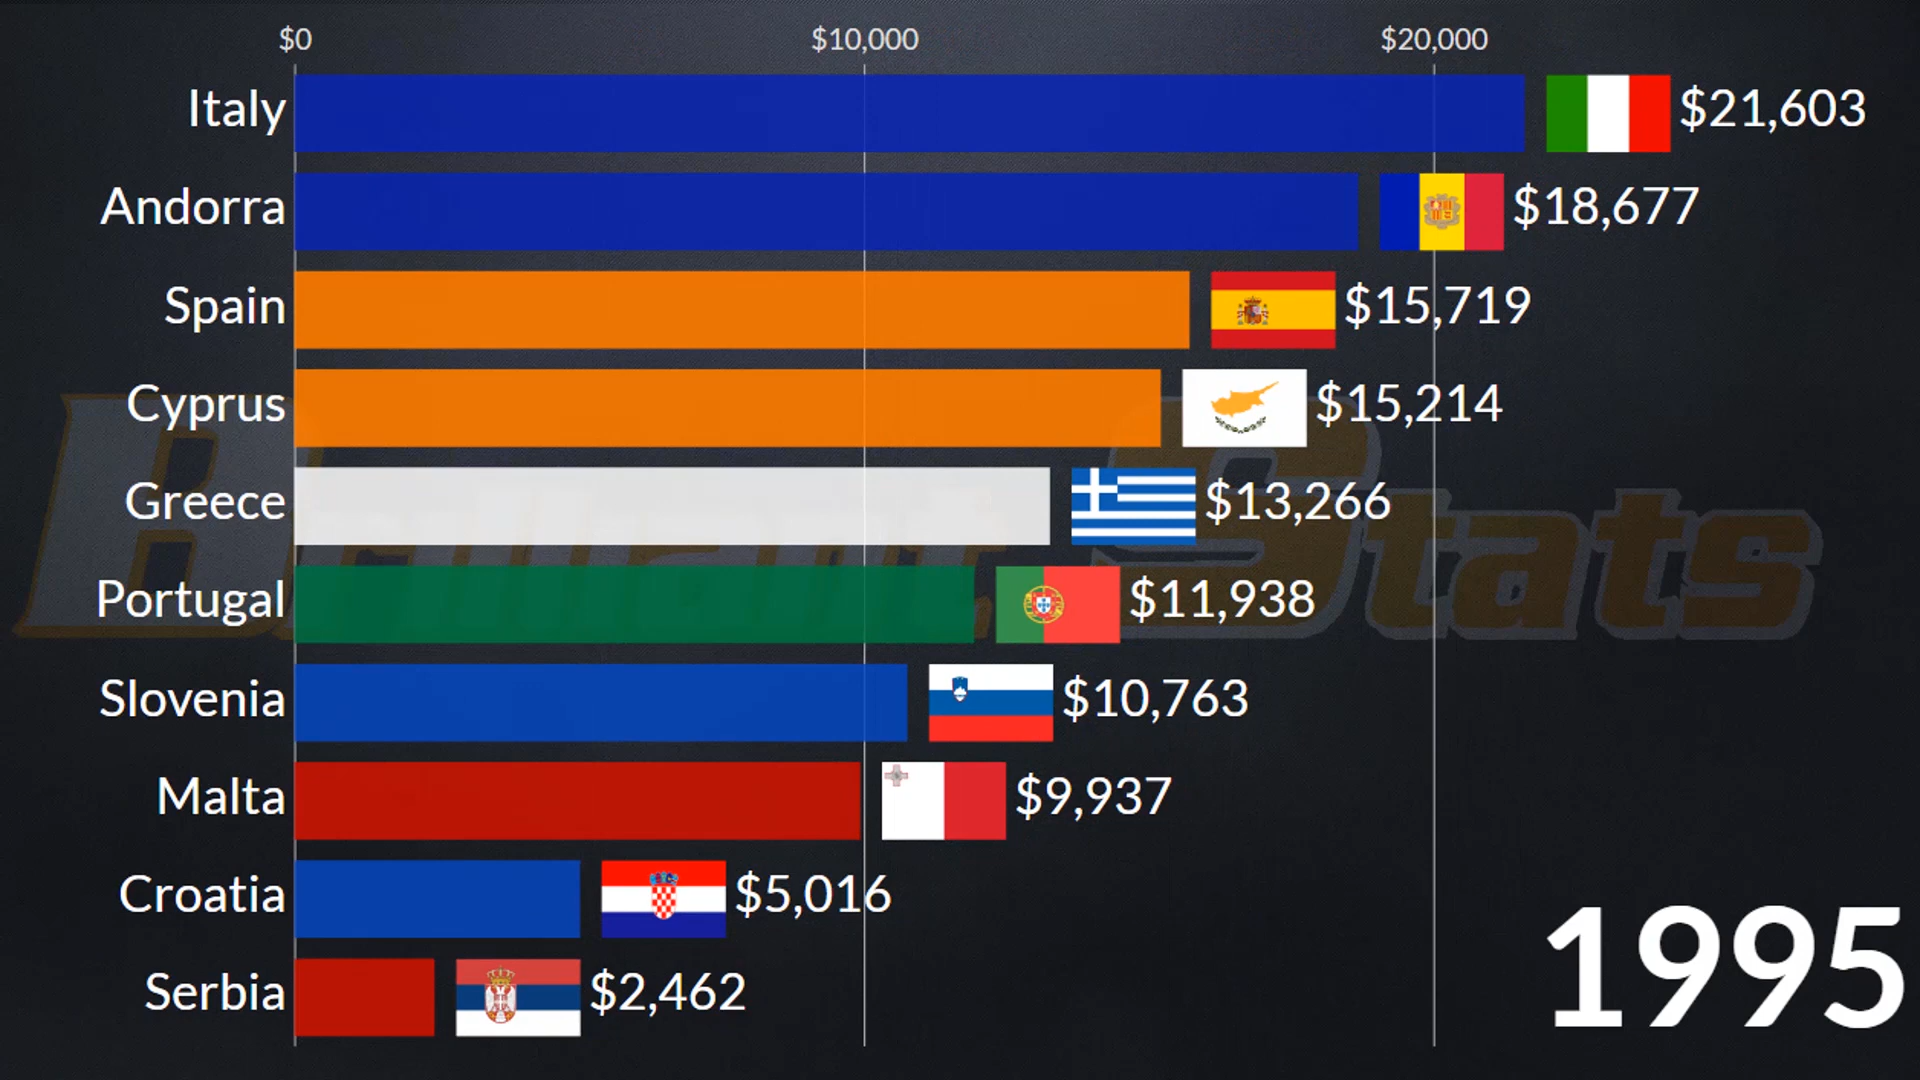 $0 $10,000 $20,000
Italy $21,603
Andorra $18,677
Spain $15,719
Cyprus $15,214
Greece $13,266
Portugal $11,938
Slovenia $10,763
Malta $9,937
Croatia $5,016
Serbia $2,462
Stats
1995